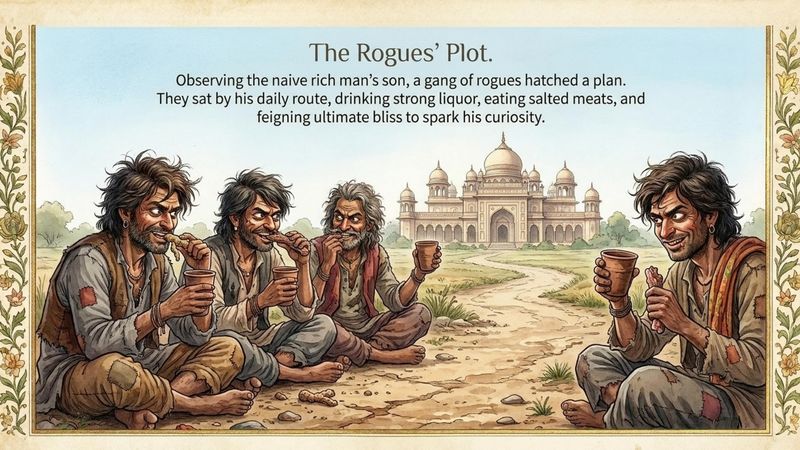 The Rogues’ Plot.
Observing the naive rich man’s son, a gang of rogues hatched a plan.
They sat by his daily route, drinking strong liquor, eating salted meats, and
feigning ultimate bliss to spark his curiosity.